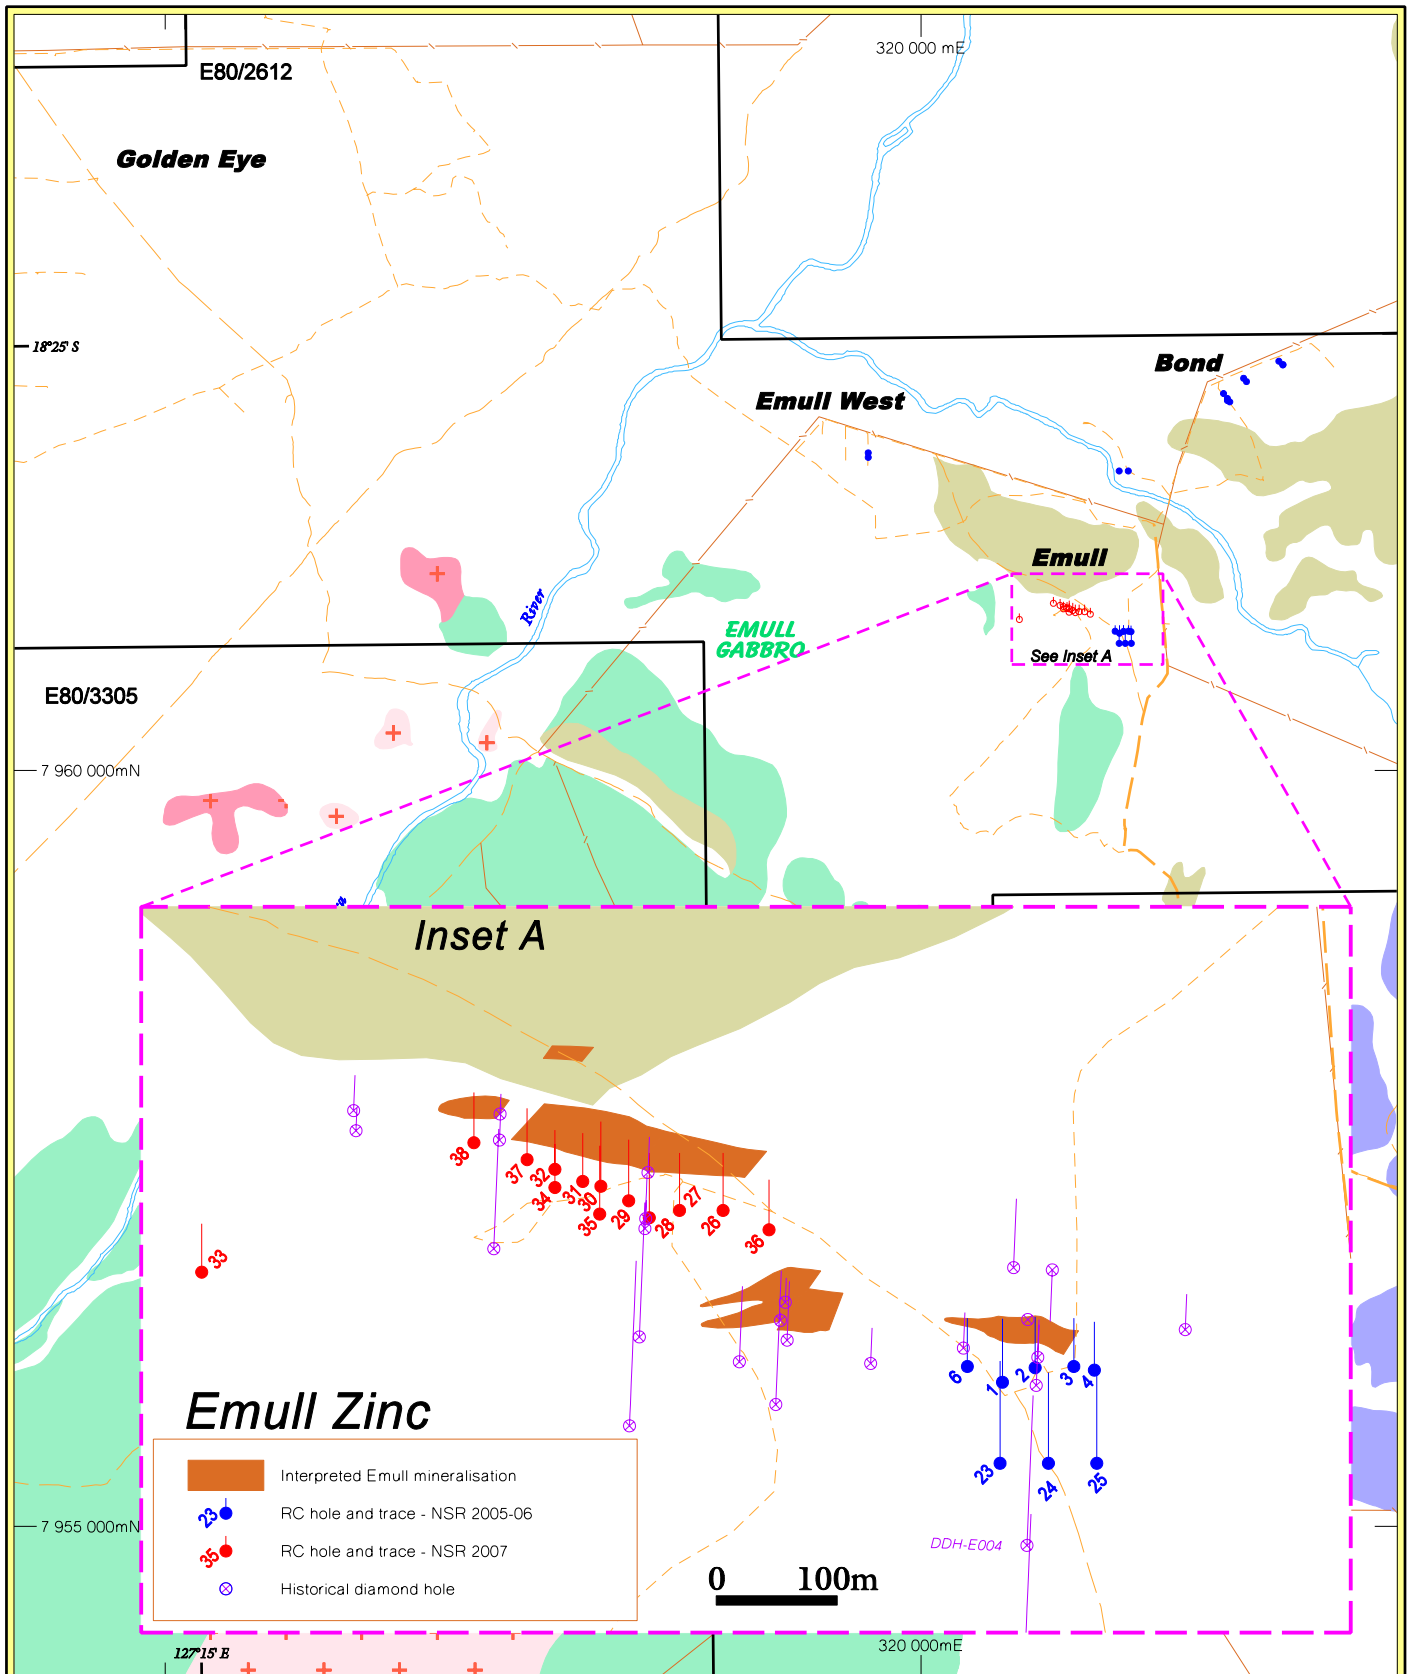 320 000 mE
E80/2612
Golden Eye
18°25' S
Bond
Emull West
Emull
River
EMULL
GABBRO
See Inset A
E80/3305
7 960 000mN
Inset A
38
37
32
34
31
30
35
29
28
27
26
36
33
6
1
2
3
4
23
24
25
Emull Zinc
Interpreted Emull mineralisation
23
RC hole and trace - NSR 2005-06
7 955 000mN
35
RC hole and trace - NSR 2007
DDH-E004
Historical diamond hole
0 100m
127°15' E
320 000mE